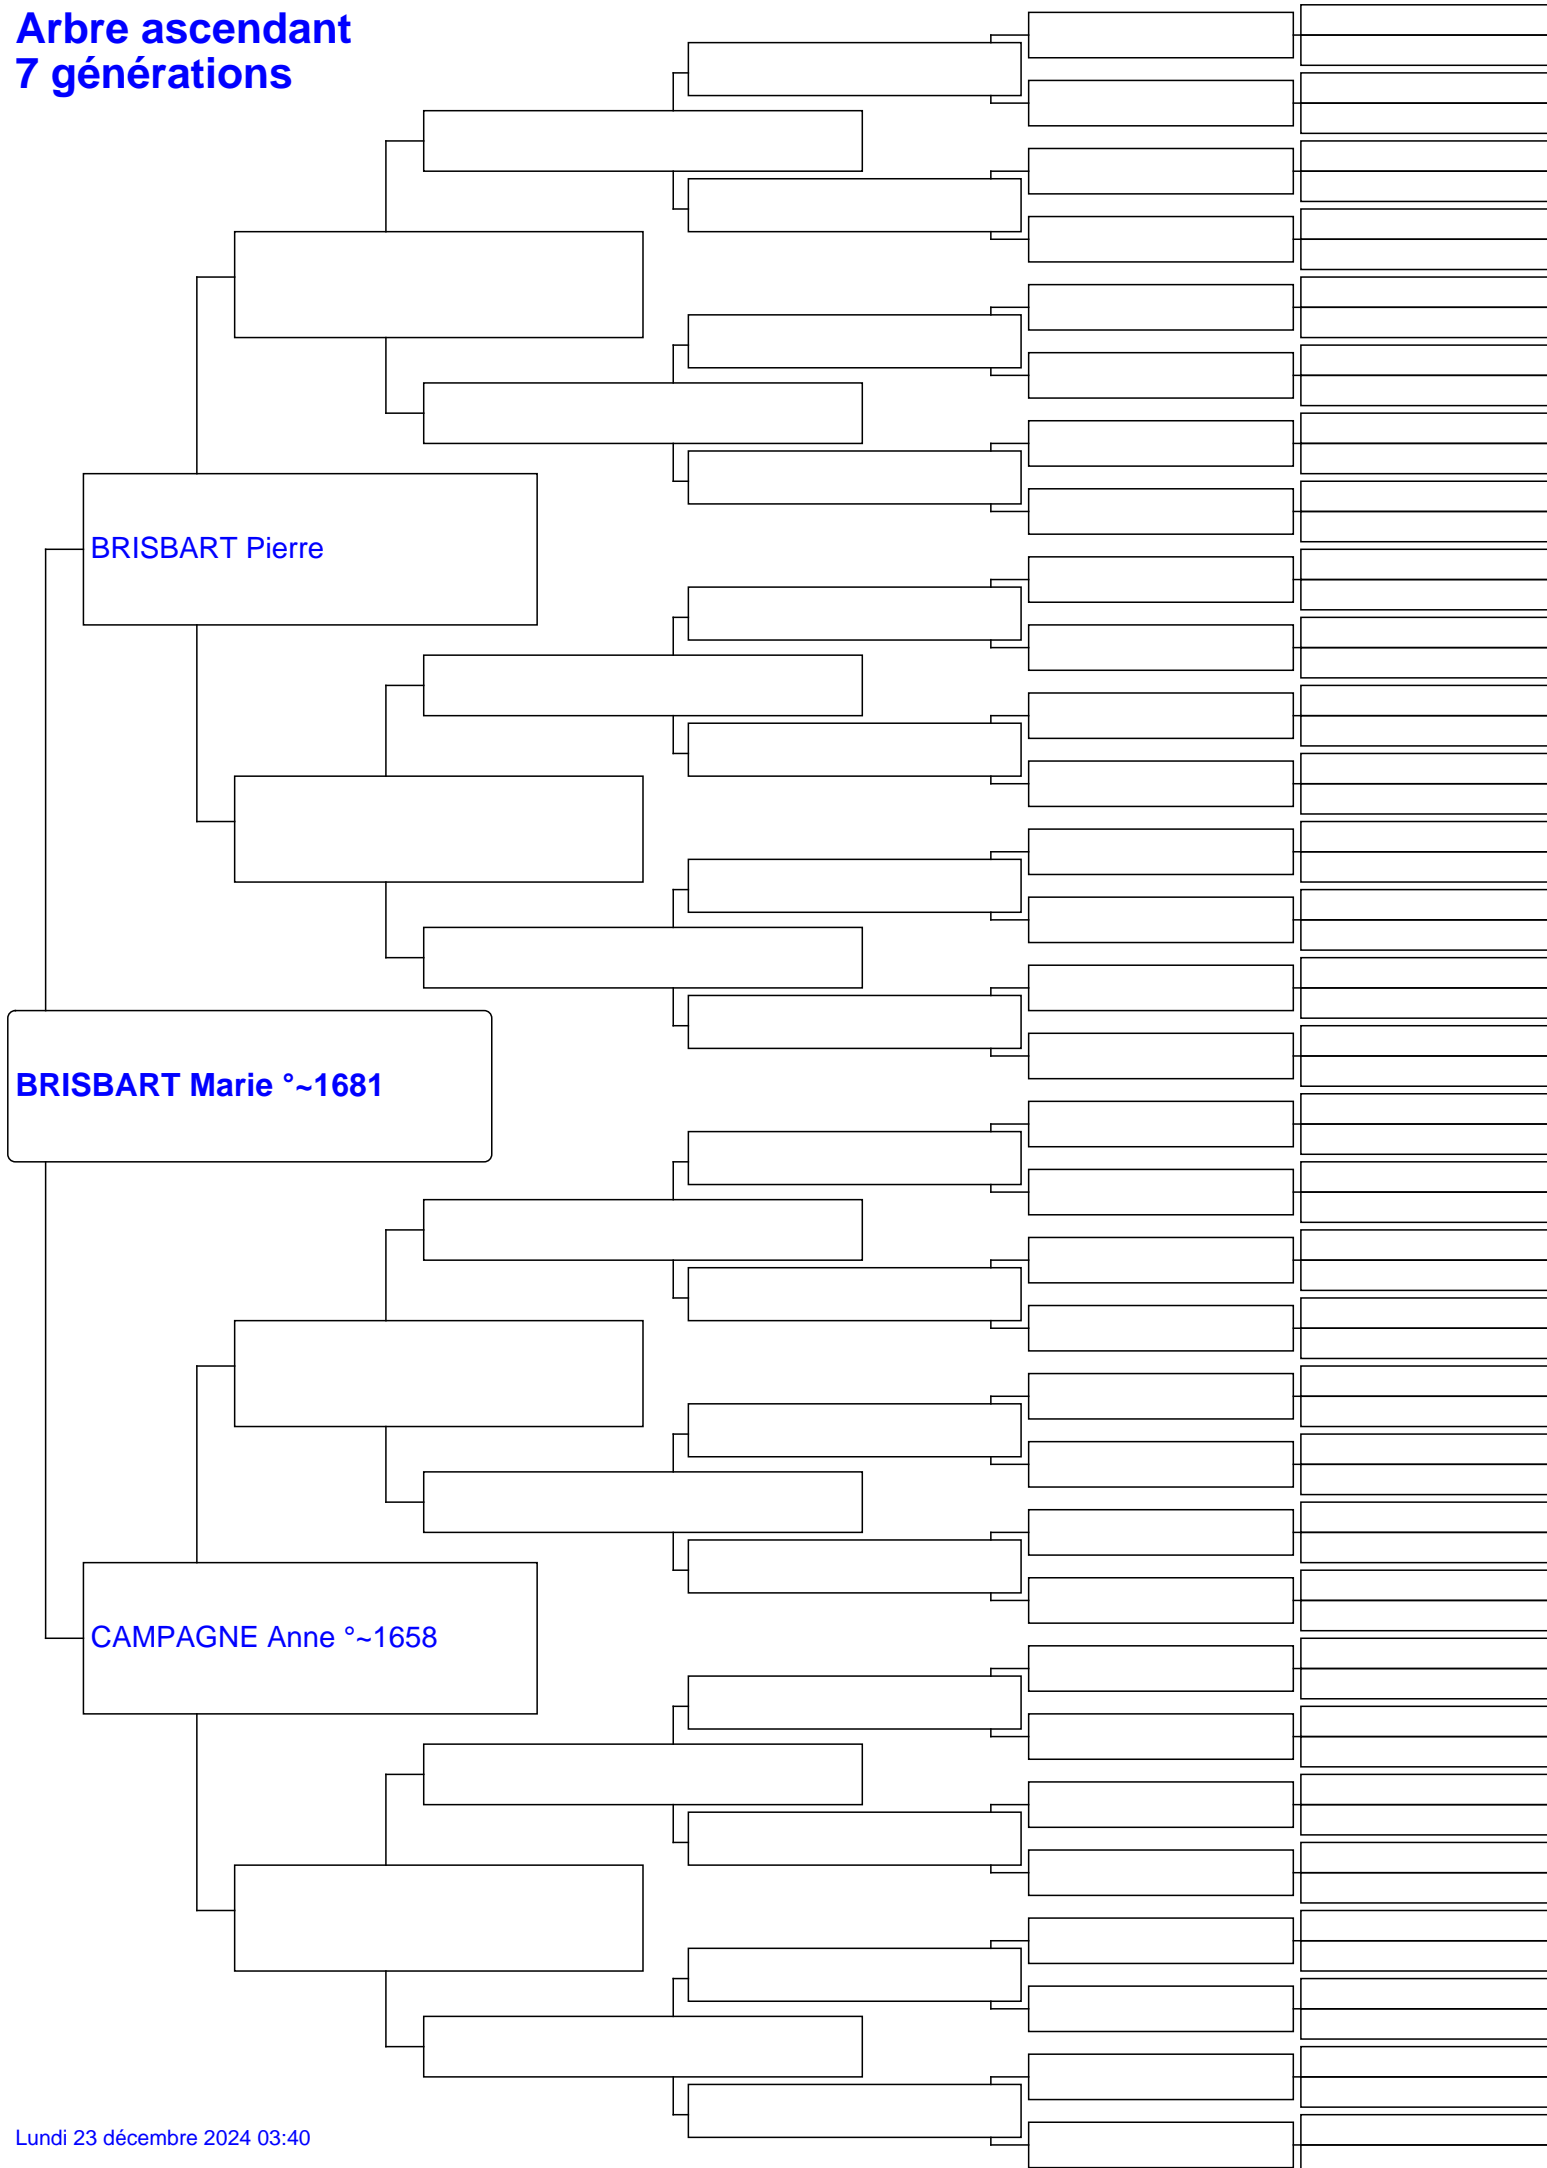 Arbre ascendant
7 générations
BRISBART Pierre
BRISBART Marie °~1681
CAMPAGNE Anne °~1658
Lundi 23 décembre 2024 03:40